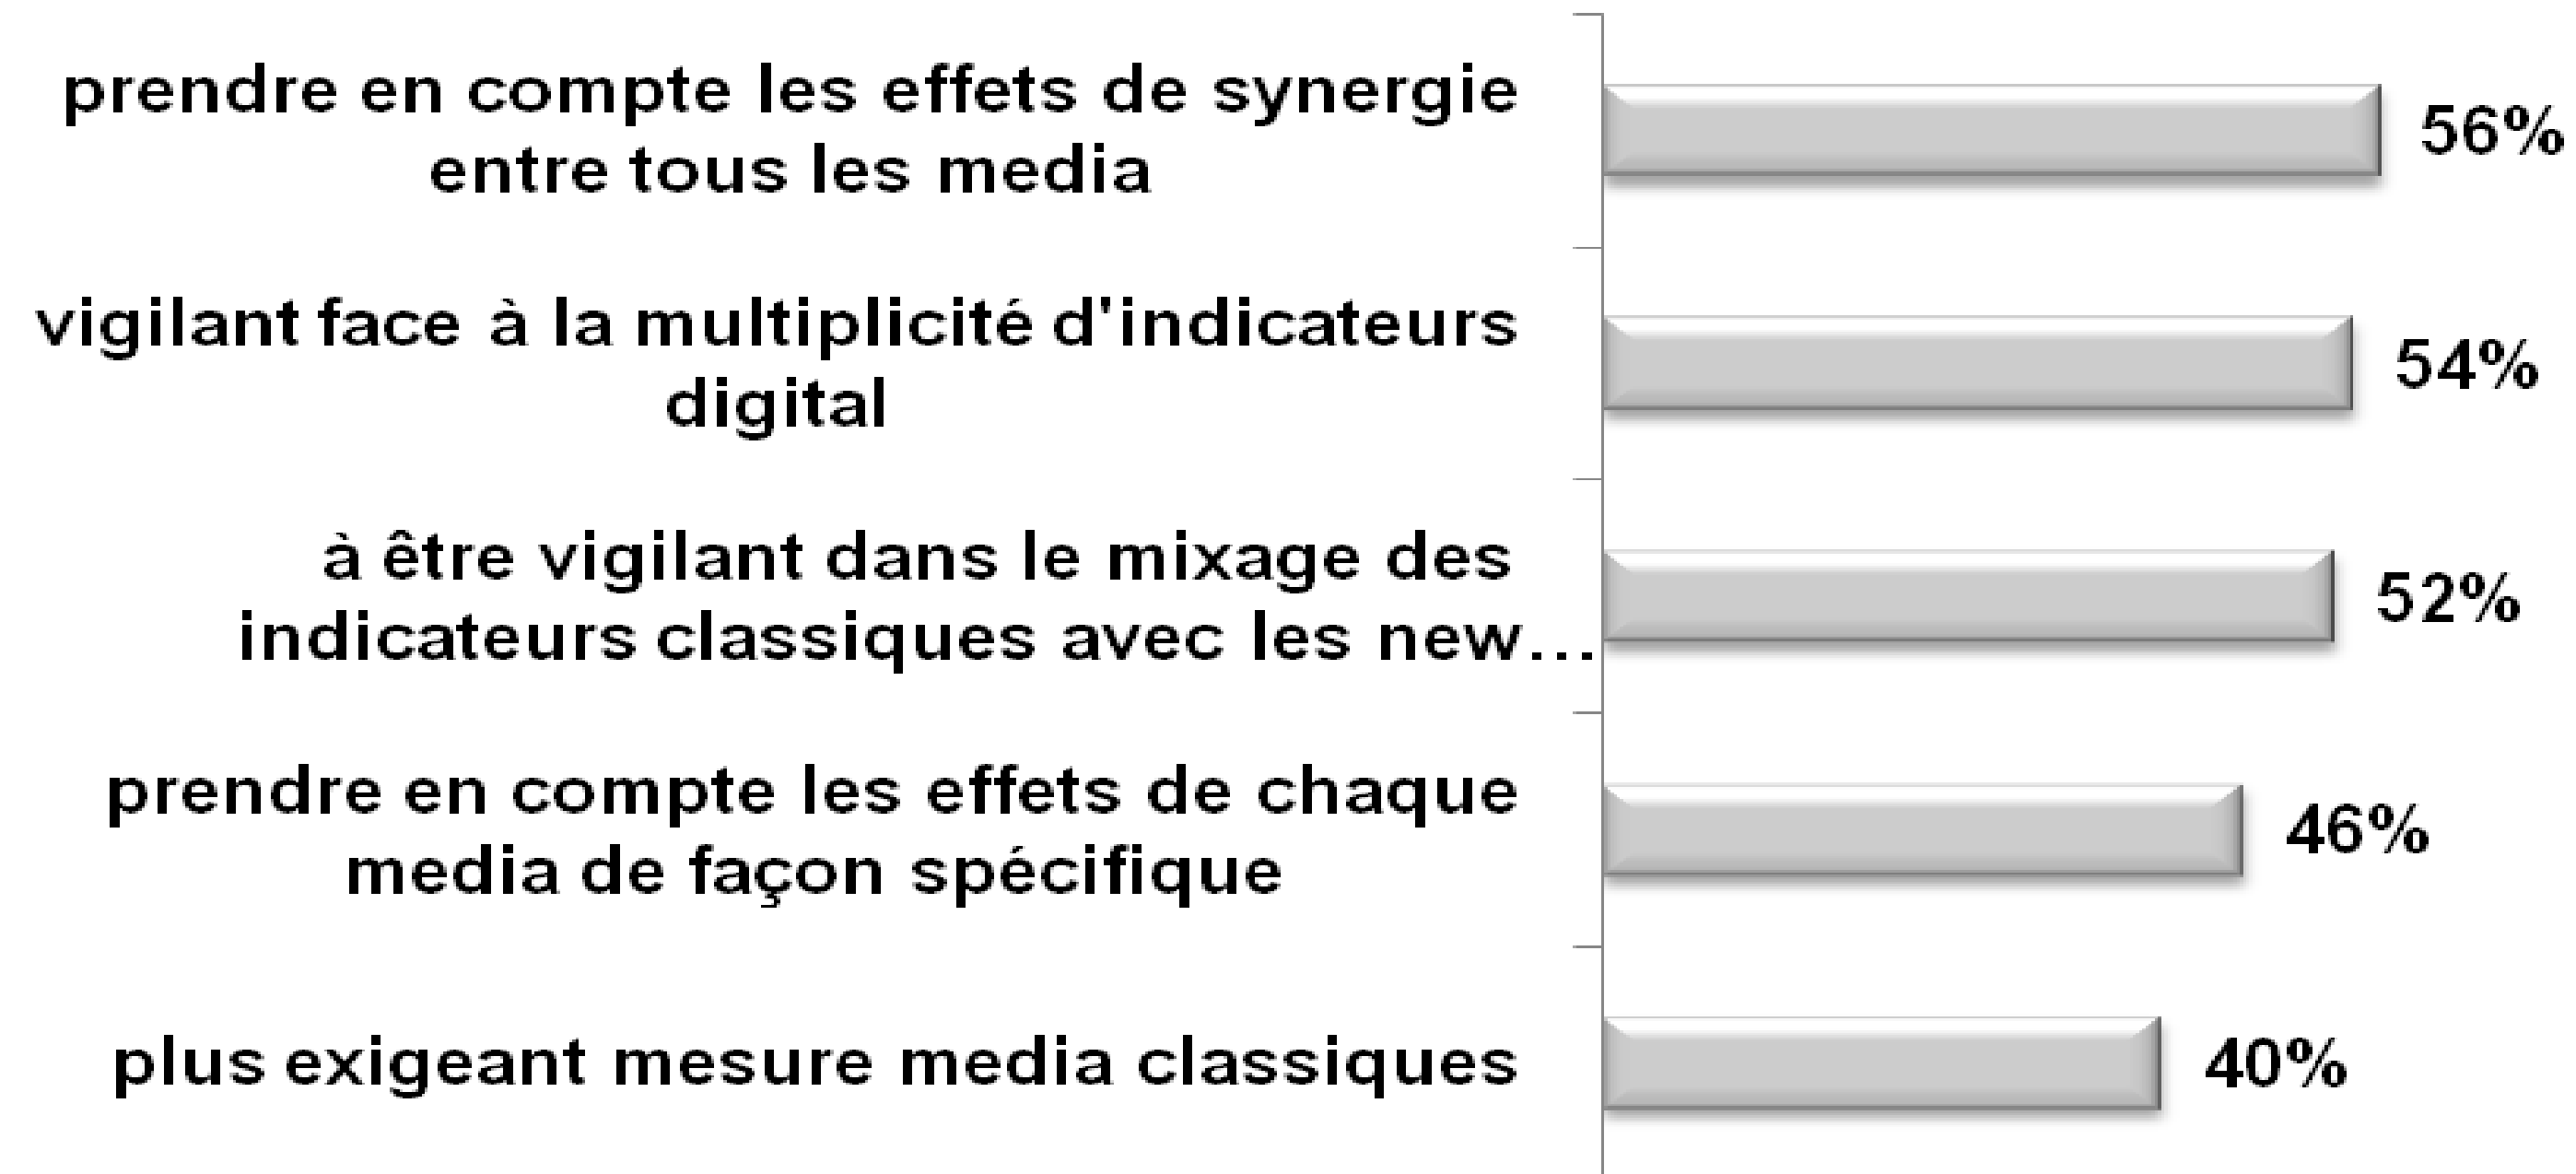 prendre en compte les effets de synergie
entre tous les media
56%
vigilant face à la multiplicité d'indicateurs
digital
54%
à être vigilant dans le mixage des
indicateurs classiques avec les new...
52%
prendre en compte les effets de chaque
media de façon spécifique
46%
plus exigeant mesure media classiques
40%